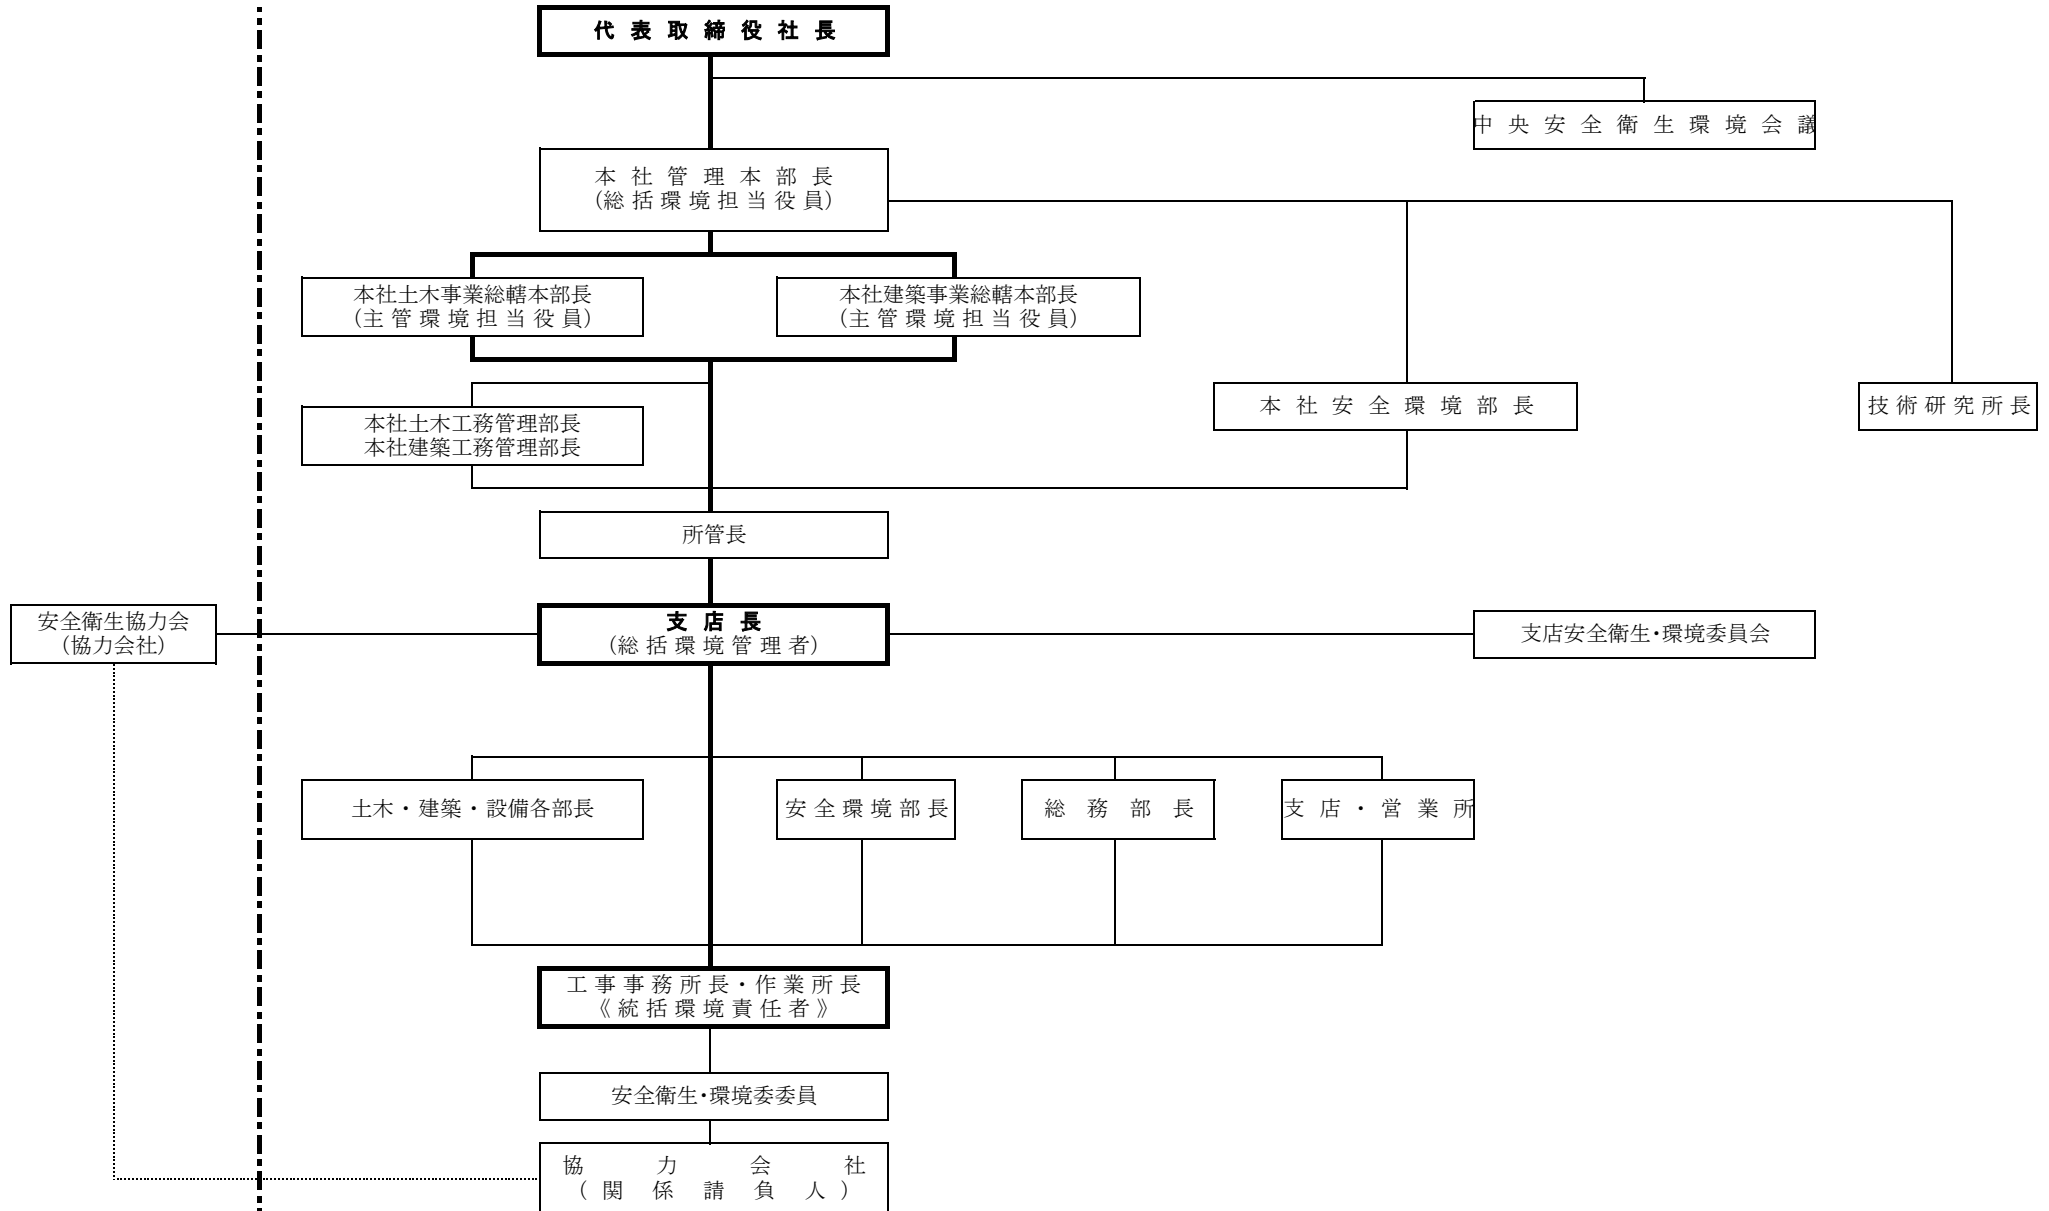 代表取締役社長
中央安全衛生環境会議
本社管理本部長
（総括環境担当役員）
本社土木事業総轄本部長
（主管環境担当役員）
本社建築事業総轄本部長
（主管環境担当役員）
本社土木工務管理部長
本社建築工務管理部長
本社安全環境部長
技術研究所長
所管長
安全衛生協力会
（協力会社）
支店長
（総括環境管理者）
支店安全衛生・環境委員会
土木・建築・設備各部長
安全環境部長
総務部長
支店・営業所
工事事務所長・作業所長
《統括環境責任者》
安全衛生・環境委委員
協力会社
（関係請負人）